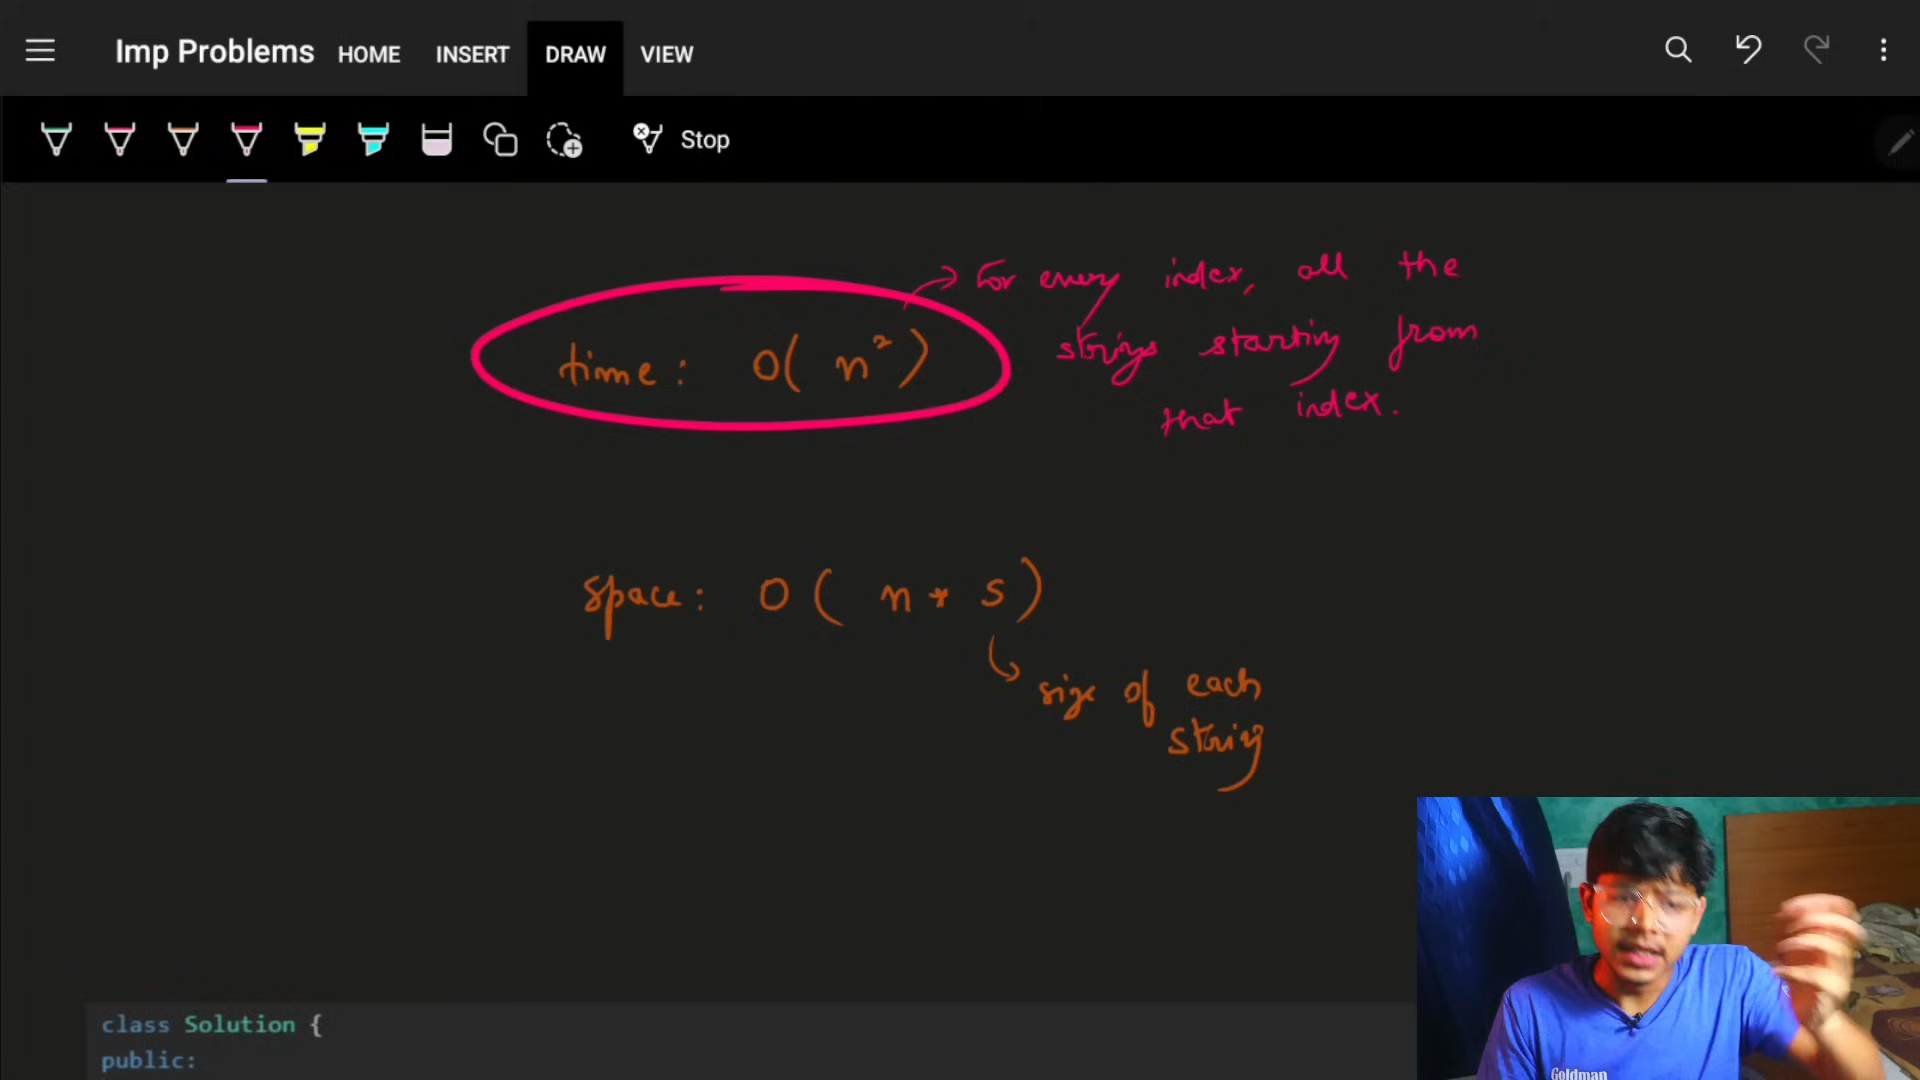 Imp Problems HOME INSERT DRAW VIEW
Stop
For every index, all the
time: O( n² ) strings starting from
that index.
space: O ( n * s )
size of each
string
class Solution {
public:
Goldman